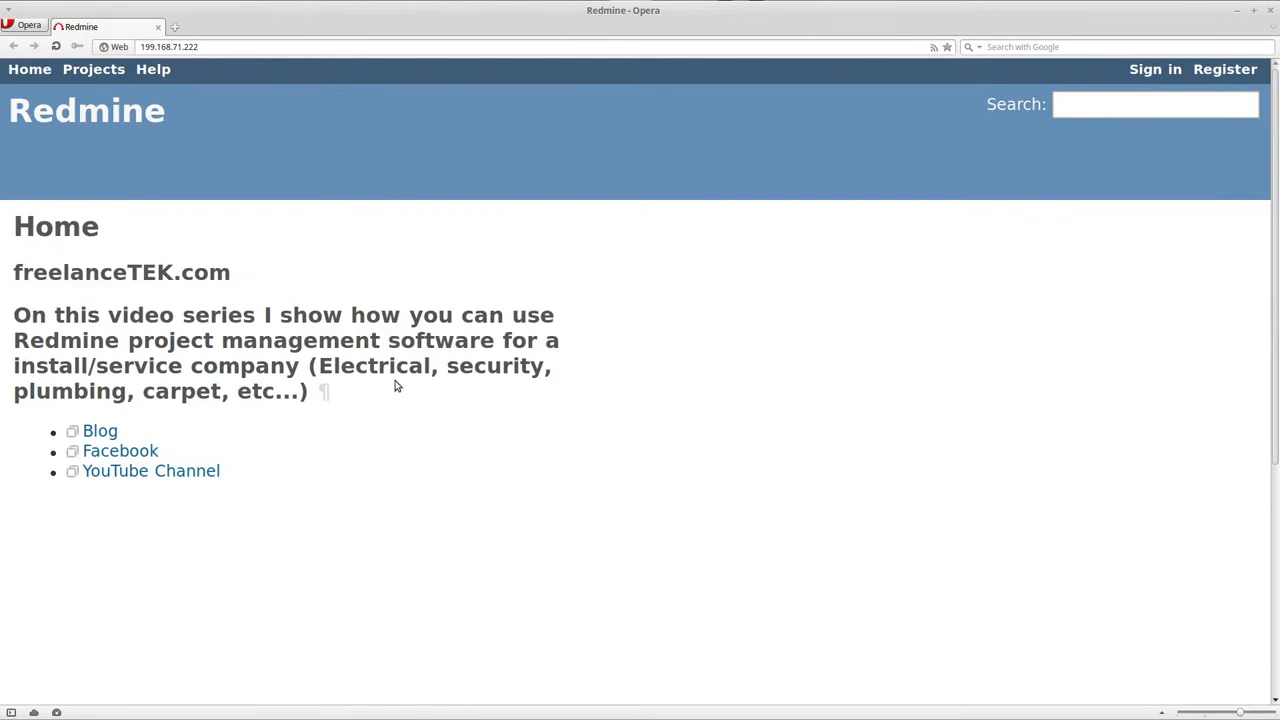 Redmine - Opera
Opera
Redmine
Web
199.168.71.222
Search with Google
Home Projects Help
Sign in Register
Redmine
Search:
Home
freelanceTEK.com
On this video series I show how you can use
Redmine project management software for a
install/service company (Electrical, security,
plumbing, carpet, etc...) ¶
Blog
Facebook
YouTube Channel